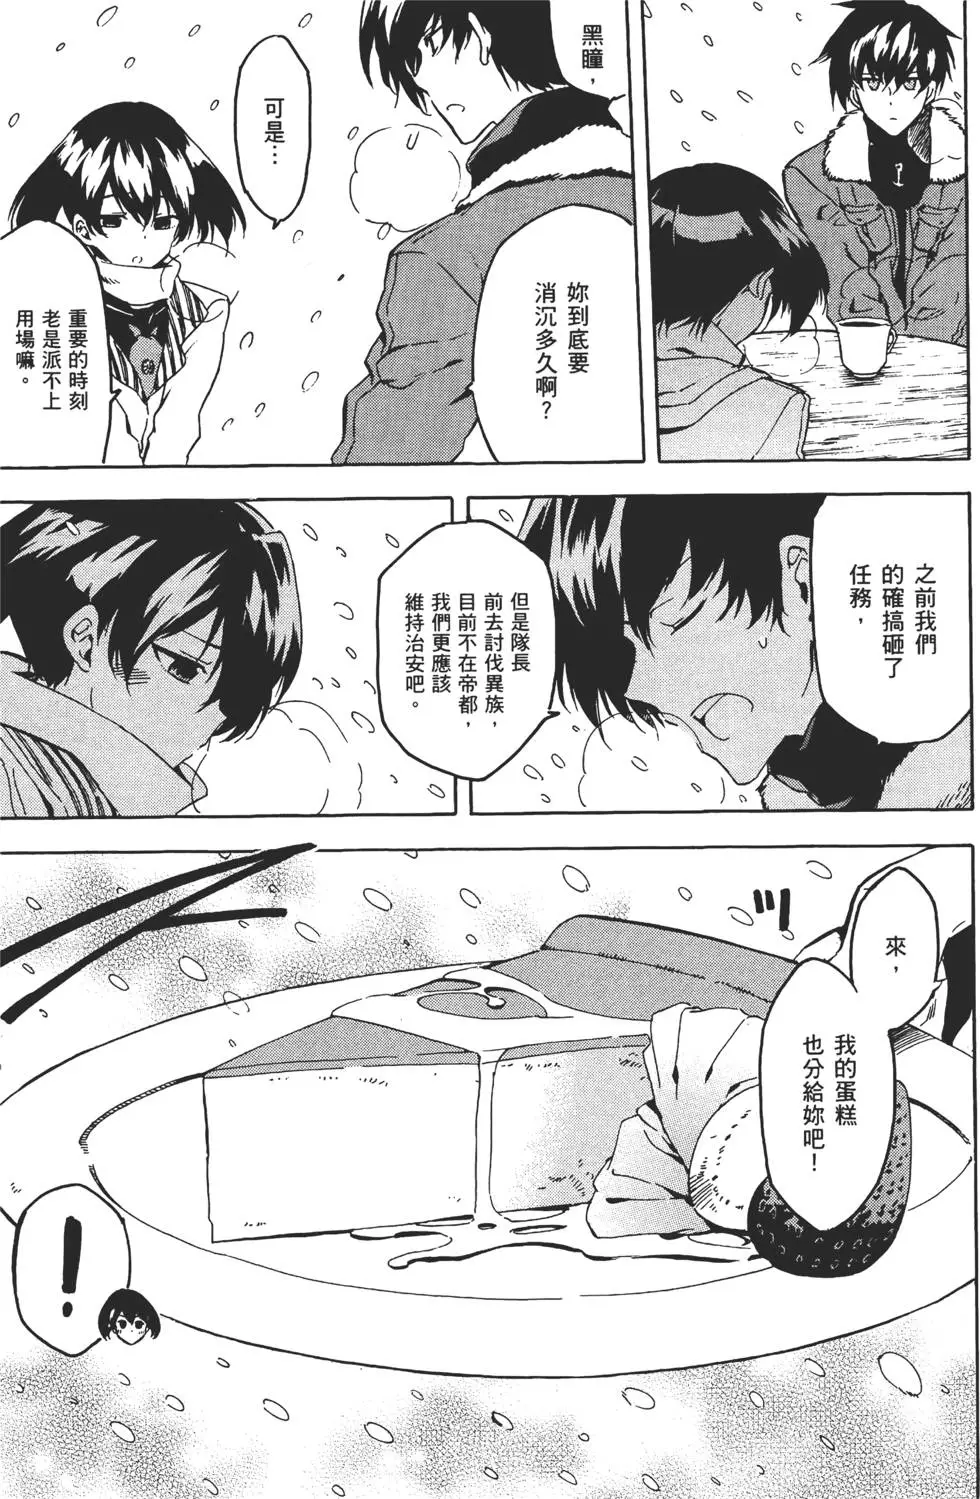 黑瞳，
妳到底要
消沉多久啊？
可是…
重要的時刻
老是派不上
用場嘛。
之前我們
的確搞砸了
任務，
但是隊長
前去討伐異族，
目前不在帝都，
我們更應該
維持治安吧。
來，
我的蛋糕
也分給妳吧！
！